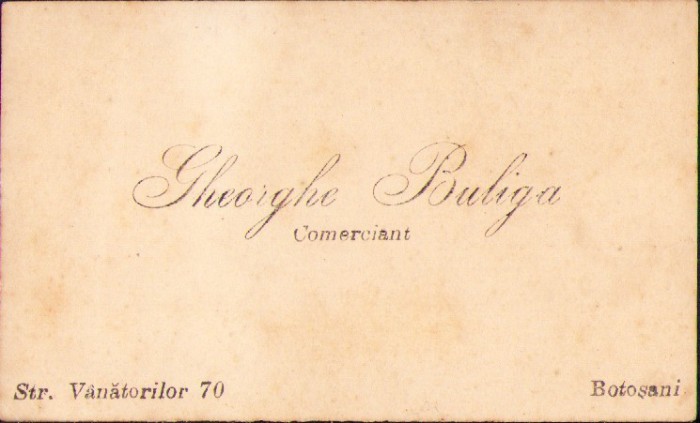 Gheorghe Buliga
Comerciant
Str. Vânătorilor 70
Botoșani